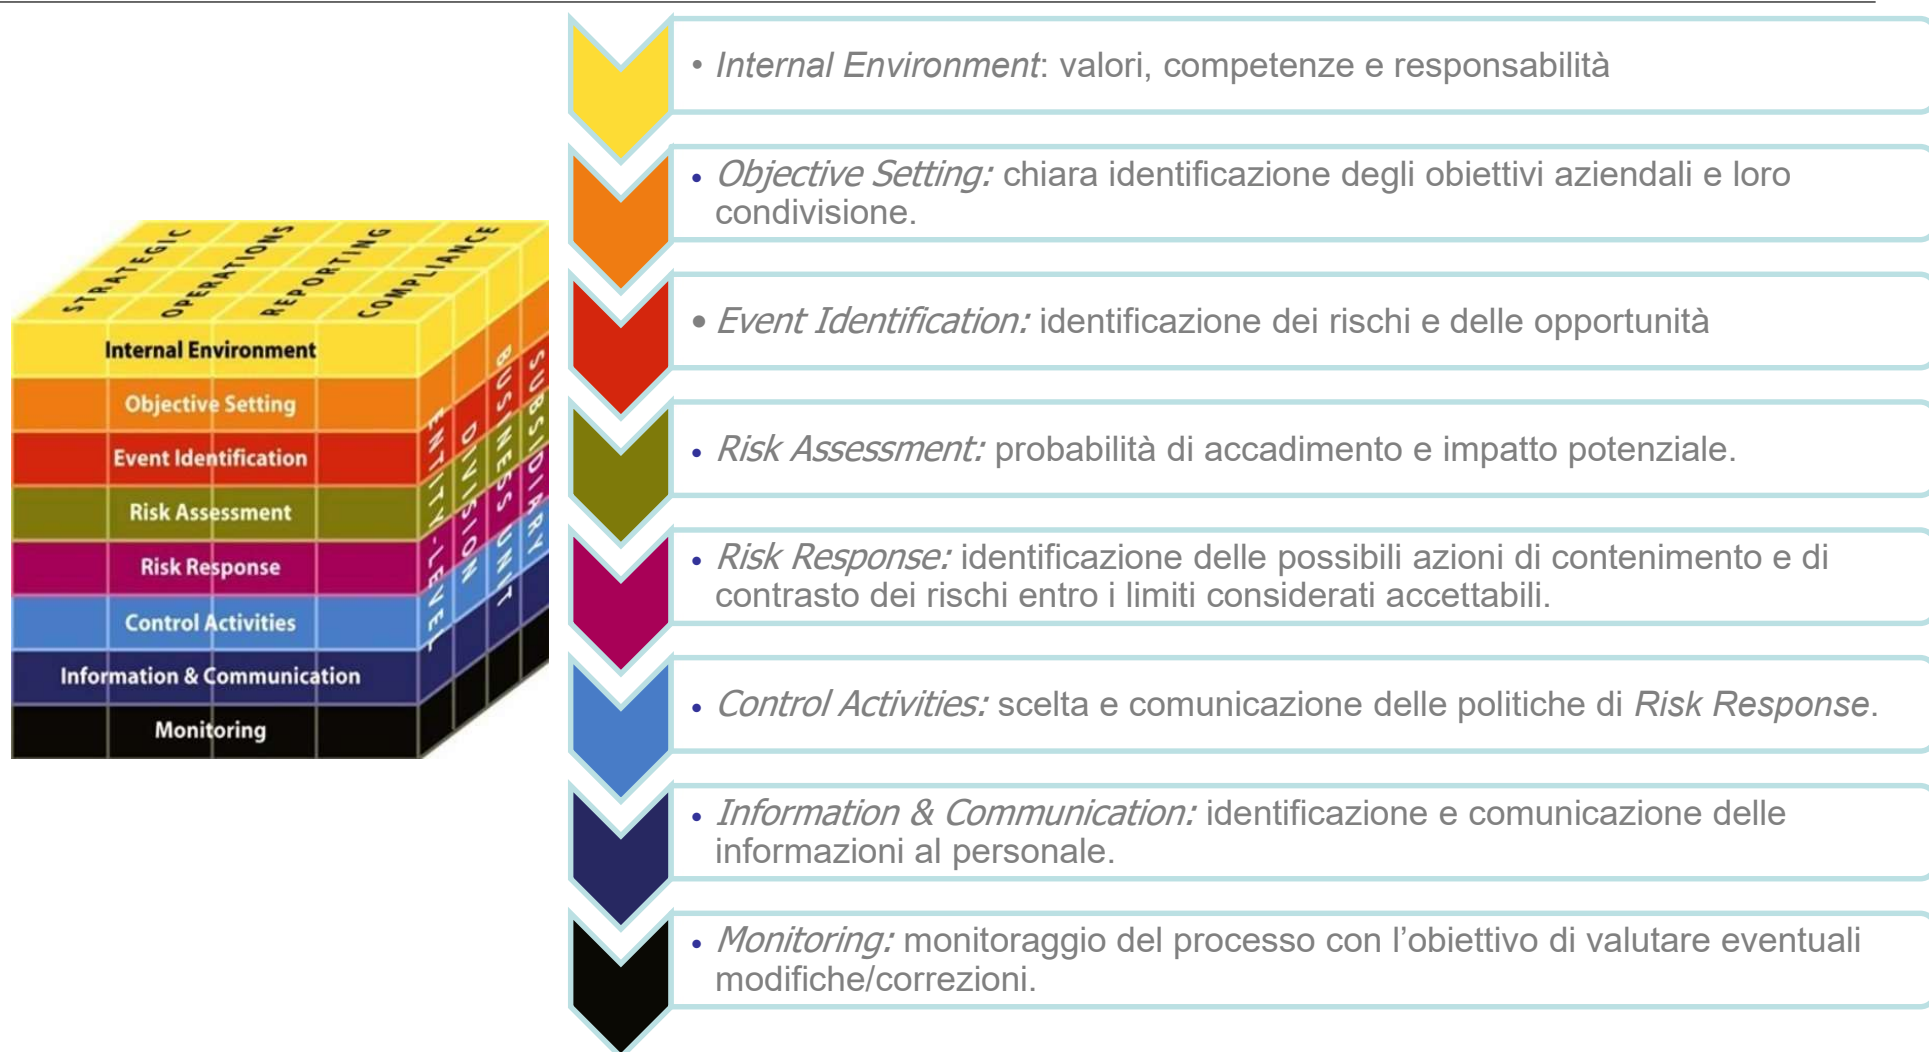 STRATEGIC
OPERATIONS
REPORTING
COMPLIANCE
Internal Environment
Objective Setting
Event Identification
Risk Assessment
Risk Response
Control Activities
Information & Communication
Monitoring
ENTITY-LEVEL
DIVISION
BUSINESS UNIT
SUBSIDIARY
• Internal Environment: valori, competenze e responsabilità
• Objective Setting: chiara identificazione degli obiettivi aziendali e loro
condivisione.
• Event Identification: identificazione dei rischi e delle opportunità
• Risk Assessment: probabilità di accadimento e impatto potenziale.
• Risk Response: identificazione delle possibili azioni di contenimento e di
contrasto dei rischi entro i limiti considerati accettabili.
• Control Activities: scelta e comunicazione delle politiche di Risk Response.
• Information & Communication: identificazione e comunicazione delle
informazioni al personale.
• Monitoring: monitoraggio del processo con l’obiettivo di valutare eventuali
modifiche/correzioni.